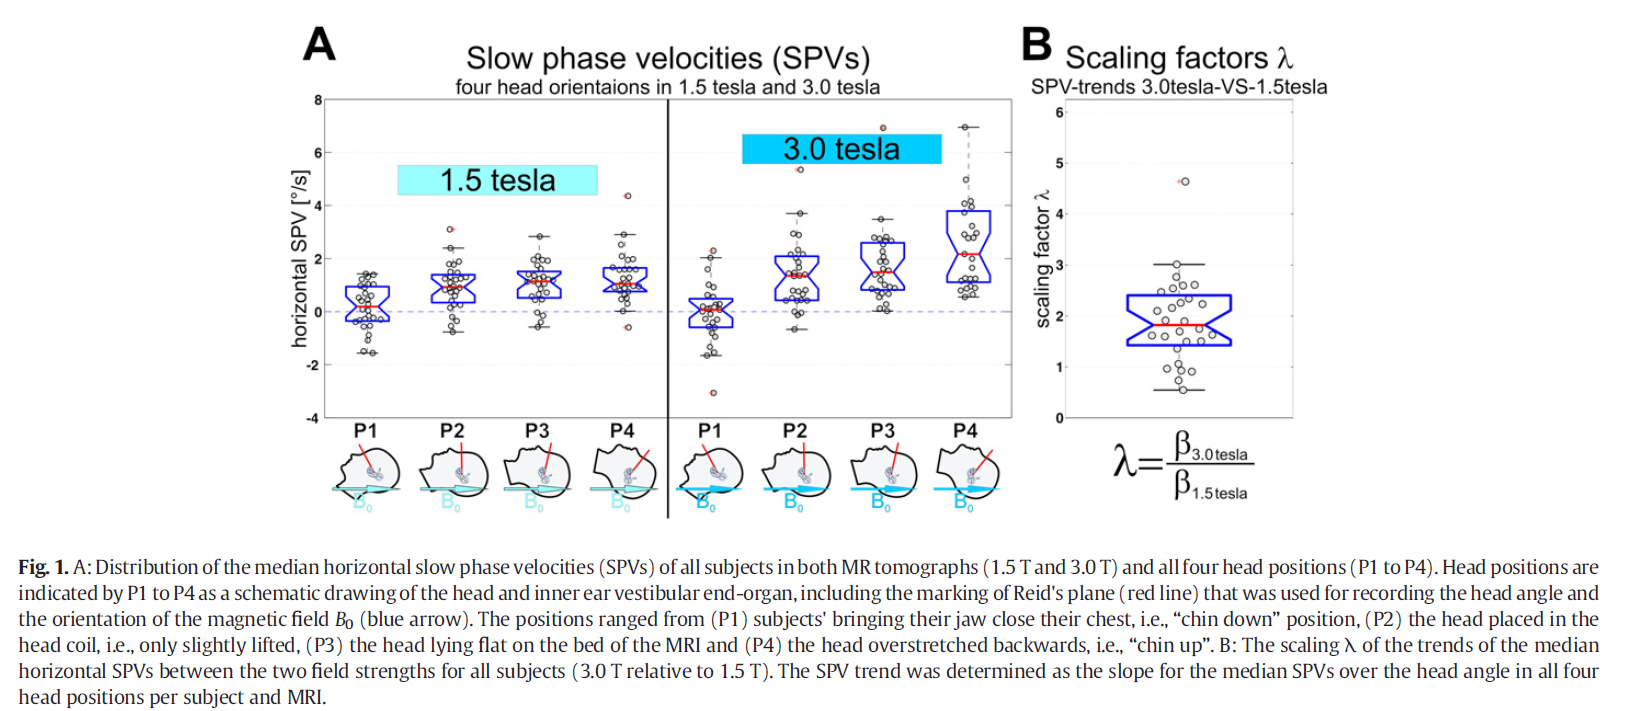 A
Slow phase velocities (SPVs)
four head orientaions in 1.5 tesla and 3.0 tesla
horizontal SPV [°/s]
8
6
4
2
0
-2
-4
1.5 tesla
3.0 tesla
P1 P2 P3 P4 P1 P2 P3 P4
B0 B0 B0 B0 B0 B0 B0 B0
B
Scaling factors λ
SPV-trends 3.0tesla-VS-1.5tesla
scaling factor λ
6
5
4
3
2
1
0
λ=β3.0tesla
β1.5tesla
Fig. 1. A: Distribution of the median horizontal slow phase velocities (SPVs) of all subjects in both MR tomographs (1.5 T and 3.0 T) and all four head positions (P1 to P4). Head positions are
indicated by P1 to P4 as a schematic drawing of the head and inner ear vestibular end-organ, including the marking of Reid's plane (red line) that was used for recording the head angle and
the orientation of the magnetic field B0 (blue arrow). The positions ranged from (P1) subjects' bringing their jaw close their chest, i.e., “chin down” position, (P2) the head placed in the
head coil, i.e., only slightly lifted, (P3) the head lying flat on the bed of the MRI and (P4) the head overstretched backwards, i.e., “chin up”. B: The scaling λ of the trends of the median
horizontal SPVs between the two field strengths for all subjects (3.0 T relative to 1.5 T). The SPV trend was determined as the slope for the median SPVs over the head angle in all four
head positions per subject and MRI.